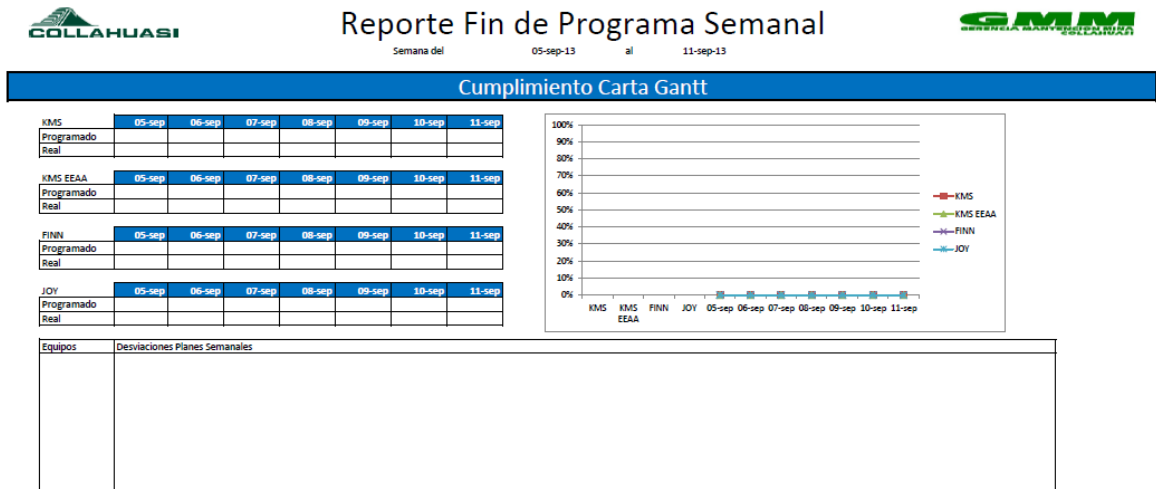 COLLAHUASI
Reporte Fin de Programa Semanal
GMM
GERENCIA MANTENCION MINA
COLLAHUASI
Semana del 05-sep-13 al 11-sep-13
Cumplimiento Carta Gantt
KMS 05-sep 06-sep 07-sep 08-sep 09-sep 10-sep 11-sep
Programado
Real
KMS EEAA 05-sep 06-sep 07-sep 08-sep 09-sep 10-sep 11-sep
Programado
Real
FINN 05-sep 06-sep 07-sep 08-sep 09-sep 10-sep 11-sep
Programado
Real
JOY 05-sep 06-sep 07-sep 08-sep 09-sep 10-sep 11-sep
Programado
Real
100%
90%
80%
70%
60%
50%
40%
30%
20%
10%
0%
KMS KMS EEAA FINN JOY 05-sep 06-sep 07-sep 08-sep 09-sep 10-sep 11-sep
KMS
KMS EEAA
FINN
JOY
Equipos Desviaciones Planes Semanales